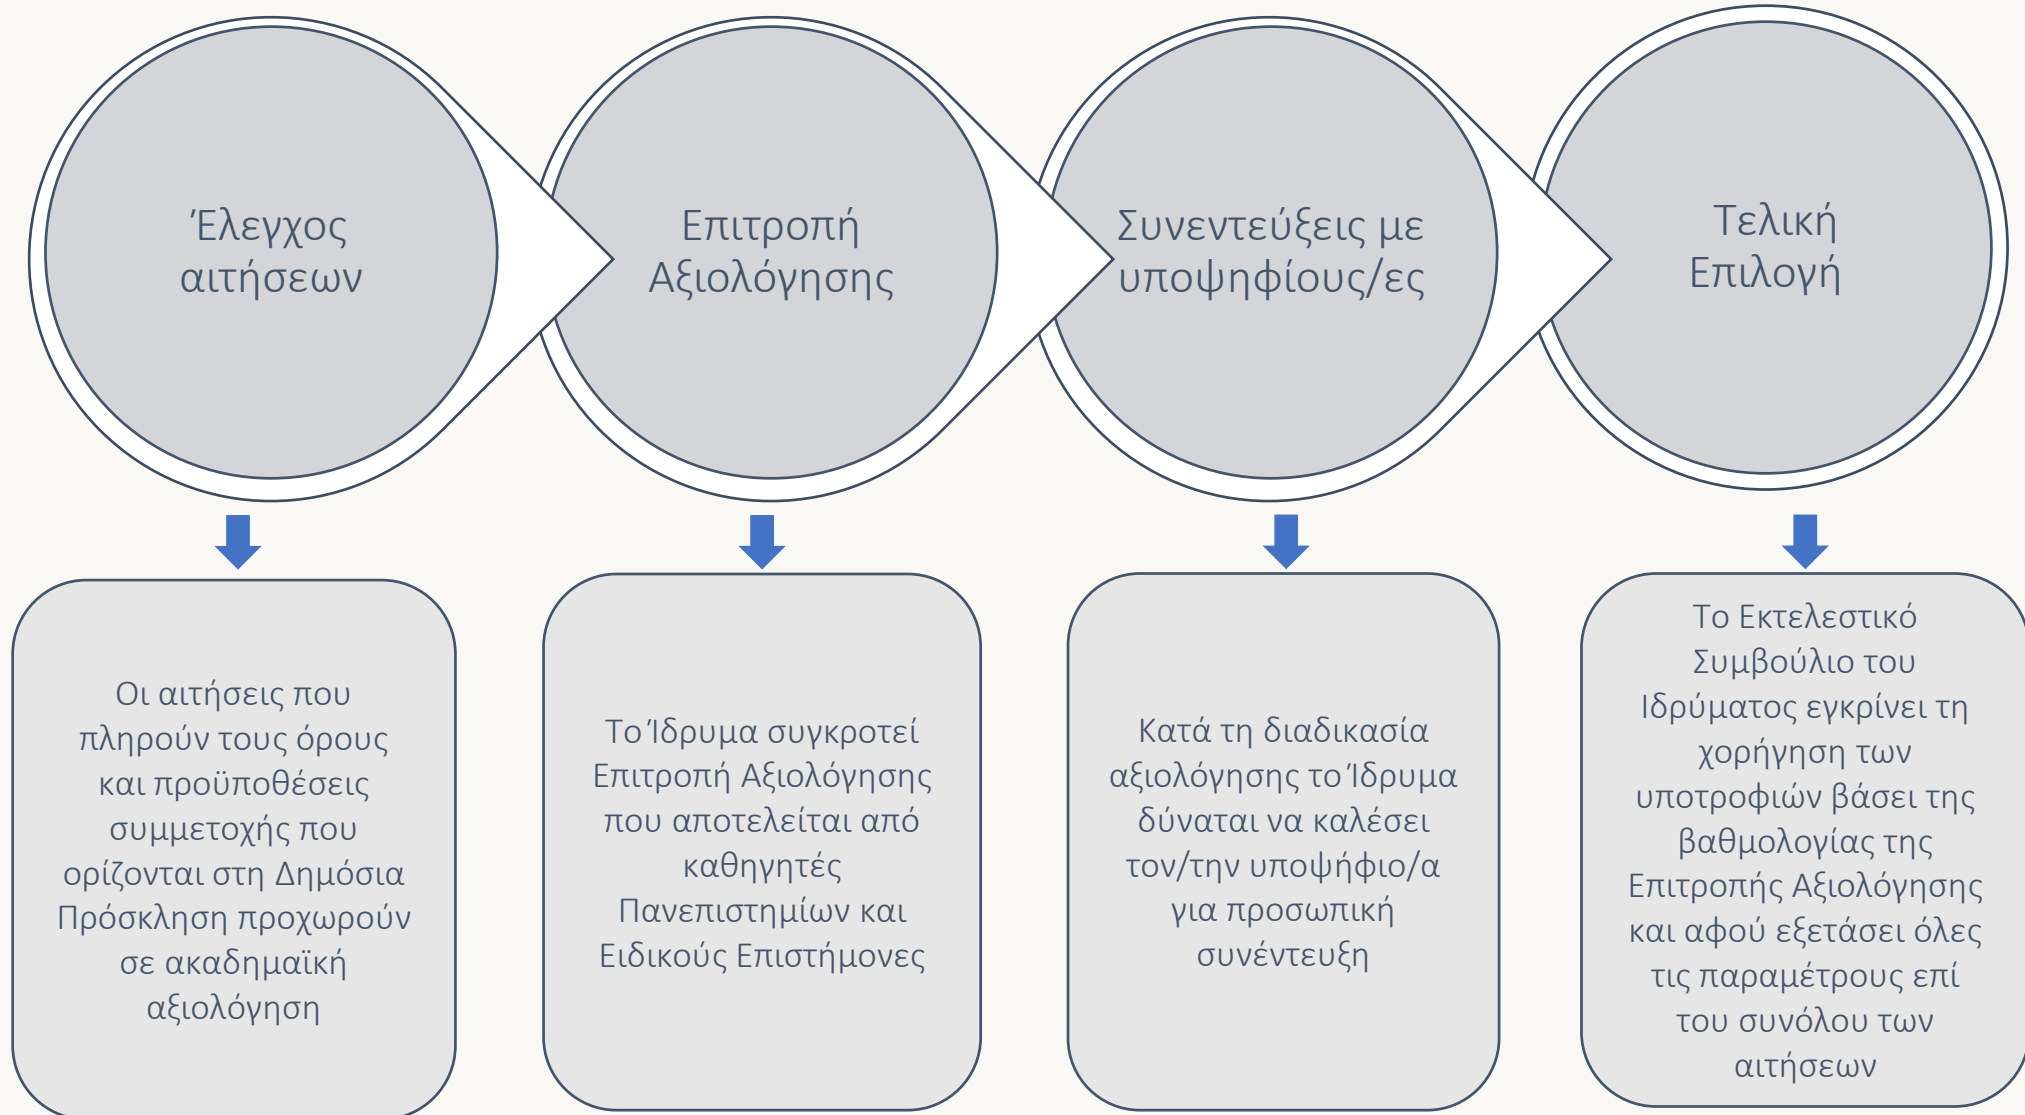 Έλεγχος
αιτήσεων
Επιτροπή
Αξιολόγησης
Συνεντεύξεις με
υποψηφίους/ες
Τελική
Επιλογή
Οι αιτήσεις που
πληρούν τους όρους
και προϋποθέσεις
συμμετοχής που
ορίζονται στη Δημόσια
Πρόσκληση προχωρούν
σε ακαδημαϊκή
αξιολόγηση
Το Ίδρυμα συγκροτεί
Επιτροπή Αξιολόγησης
που αποτελείται από
καθηγητές
Πανεπιστημίων και
Ειδικούς Επιστήμονες
Κατά τη διαδικασία
αξιολόγησης το Ίδρυμα
δύναται να καλέσει
τον/την υποψήφιο/α
για προσωπική
συνέντευξη
Το Εκτελεστικό
Συμβούλιο του
Ιδρύματος εγκρίνει τη
χορήγηση των
υποτροφιών βάσει της
βαθμολογίας της
Επιτροπής Αξιολόγησης
και αφού εξετάσει όλες
τις παραμέτρους επί
του συνόλου των
αιτήσεων